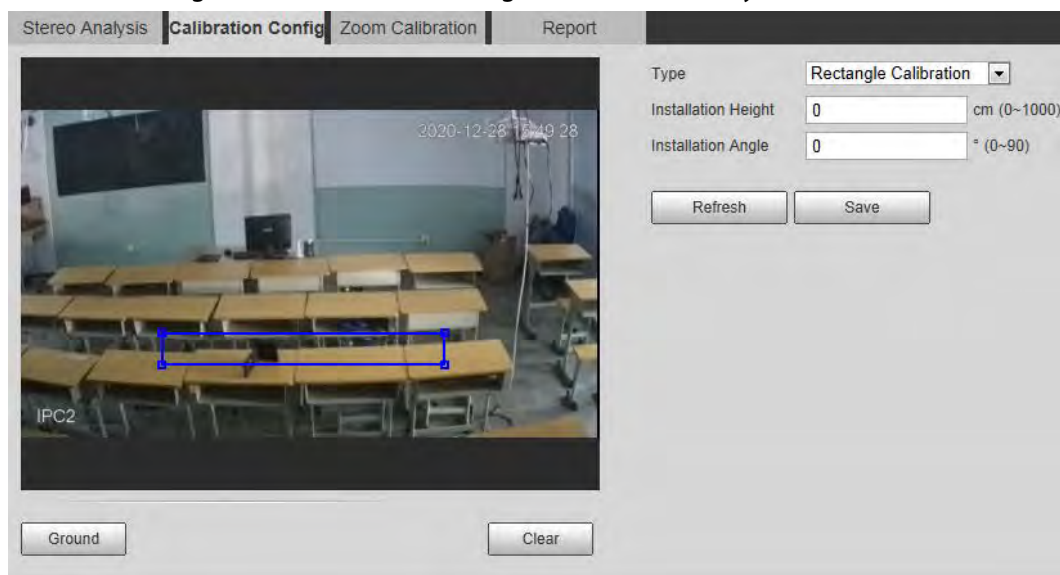 Stereo Analysis Calibration Config Zoom Calibration Report
Type Rectangle Calibration
Installation Height 0 cm (0~1000)
Installation Angle 0 ° (0~90)
Refresh Save
2020-12-28
IPC2
Ground Clear